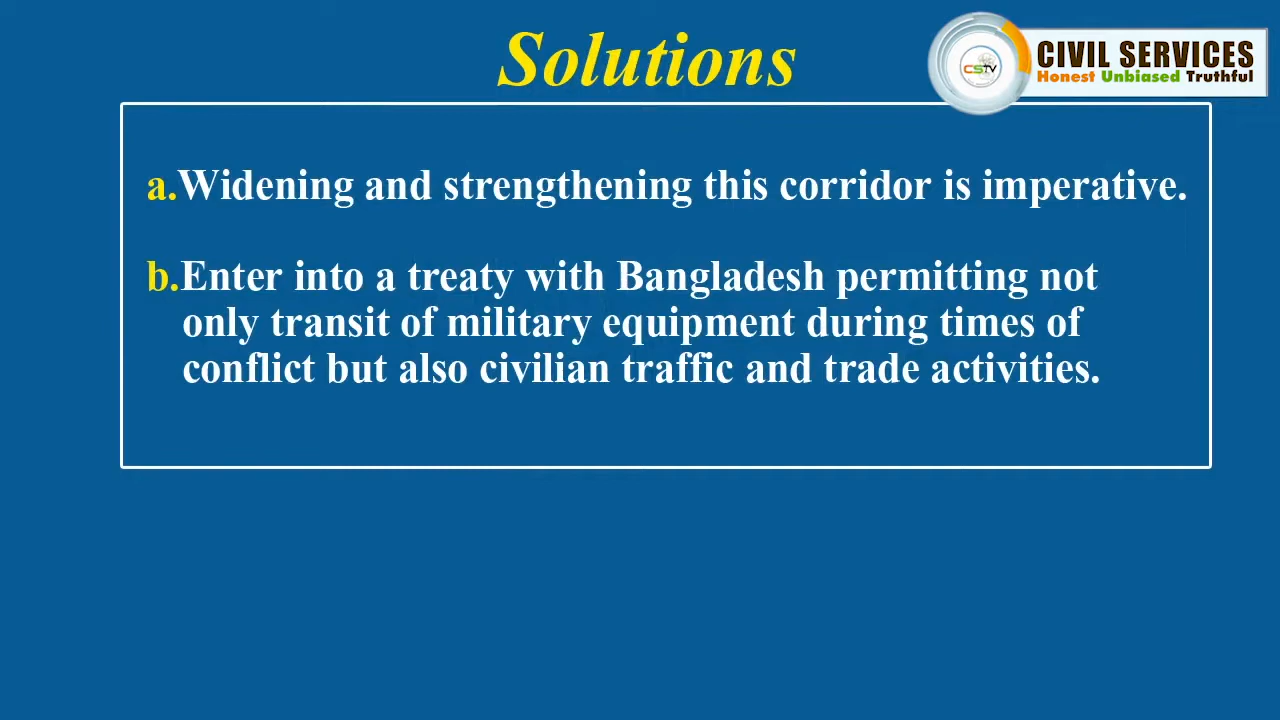 Solutions
CSTV
CIVIL SERVICES
Honest Unbiased Truthful
a.Widening and strengthening this corridor is imperative.
b.Enter into a treaty with Bangladesh permitting not
only transit of military equipment during times of
conflict but also civilian traffic and trade activities.